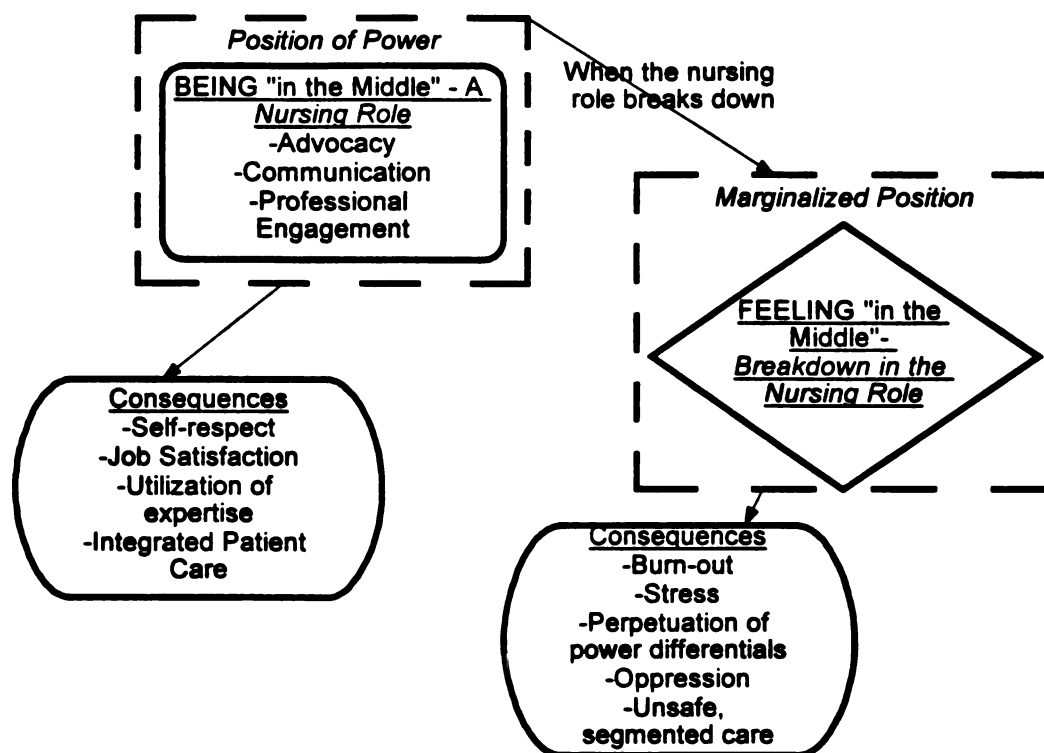 Position of Power
BEING "in the Middle" - A
Nursing Role
-Advocacy
-Communication
-Professional
Engagement
When the nursing
role breaks down
Marginalized Position
FEELING "in the
Middle"-
Breakdown in the
Nursing Role
Consequences
-Self-respect
-Job Satisfaction
-Utilization of
expertise
-Integrated Patient
Care
Consequences
-Burn-out
-Stress
-Perpetuation of
power differentials
-Oppression
-Unsafe,
segmented care